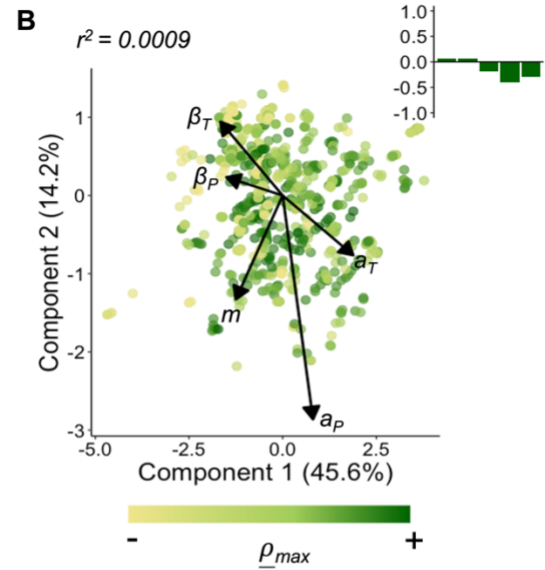 B
r² = 0.0009
1.0
0.5
0.0
-0.5
-1.0
β_T
β_P
a_T
m
a_P
1
0
-1
-2
-3
Component 2 (14.2%)
-5.0 -2.5 0.0 2.5
Component 1 (45.6%)
- +
ρ_max